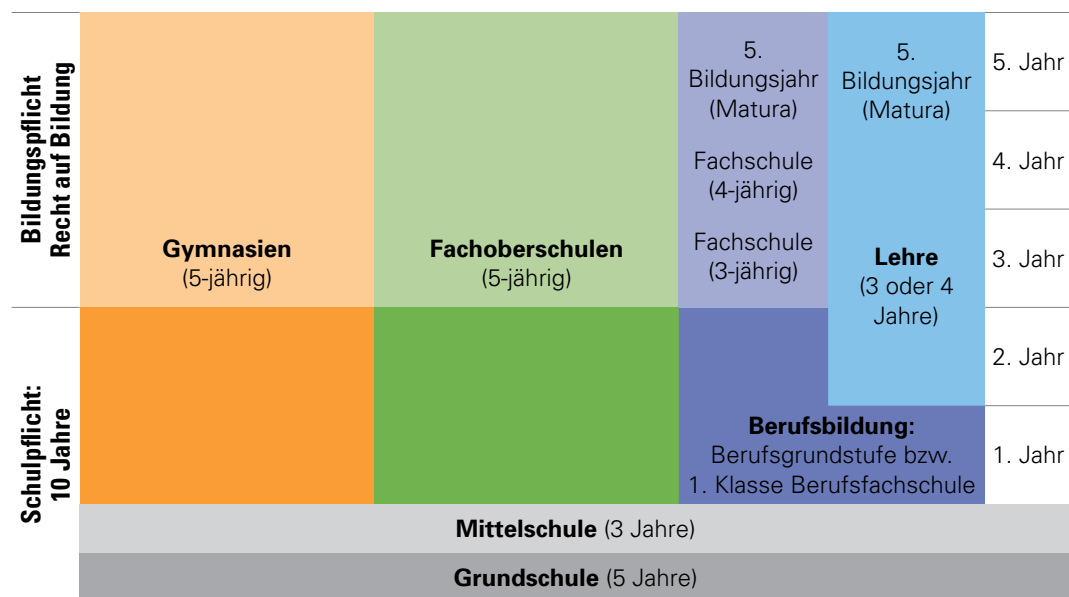 Bildungspflicht
Recht auf Bildung
Schulpflicht:
10 Jahre
Gymnasien
(5-jährig)
Fachoberschulen
(5-jährig)
5.
Bildungsjahr
(Matura)
Fachschule
(4-jährig)
Fachschule
(3-jährig)
5.
Bildungsjahr
(Matura)
Lehre
(3 oder 4
Jahre)
Berufsbildung:
Berufsgrundstufe bzw.
1. Klasse Berufsfachschule
5. Jahr
4. Jahr
3. Jahr
2. Jahr
1. Jahr
Mittelschule (3 Jahre)
Grundschule (5 Jahre)